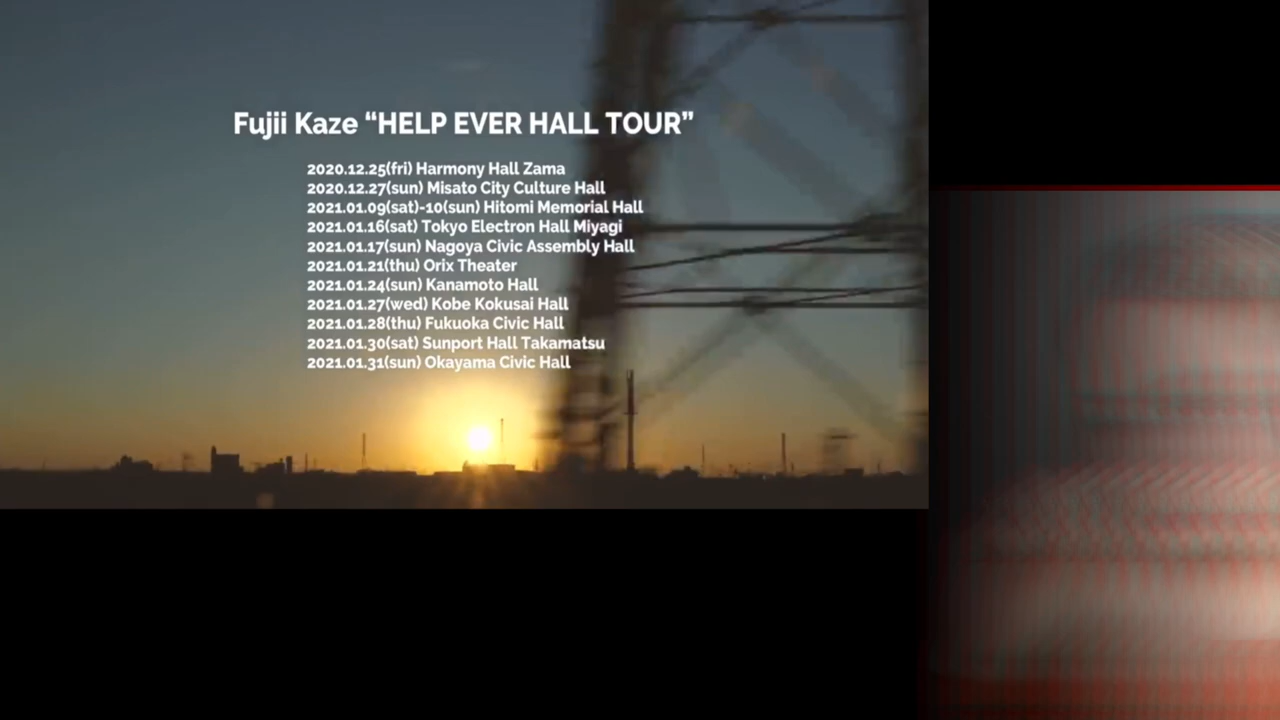 Fujii Kaze “HELP EVER HALL TOUR”
2020.12.25(fri) Harmony Hall Zama
2020.12.27(sun) Misato City Culture Hall
2021.01.09(sat)-10(sun) Hitomi Memorial Hall
2021.01.16(sat) Tokyo Electron Hall Miyagi
2021.01.17(sun) Nagoya Civic Assembly Hall
2021.01.21(thu) Orix Theater
2021.01.24(sun) Kanamoto Hall
2021.01.27(wed) Kobe Kokusai Hall
2021.01.28(thu) Fukuoka Civic Hall
2021.01.30(sat) Sunport Hall Takamatsu
2021.01.31(sun) Okayama Civic Hall